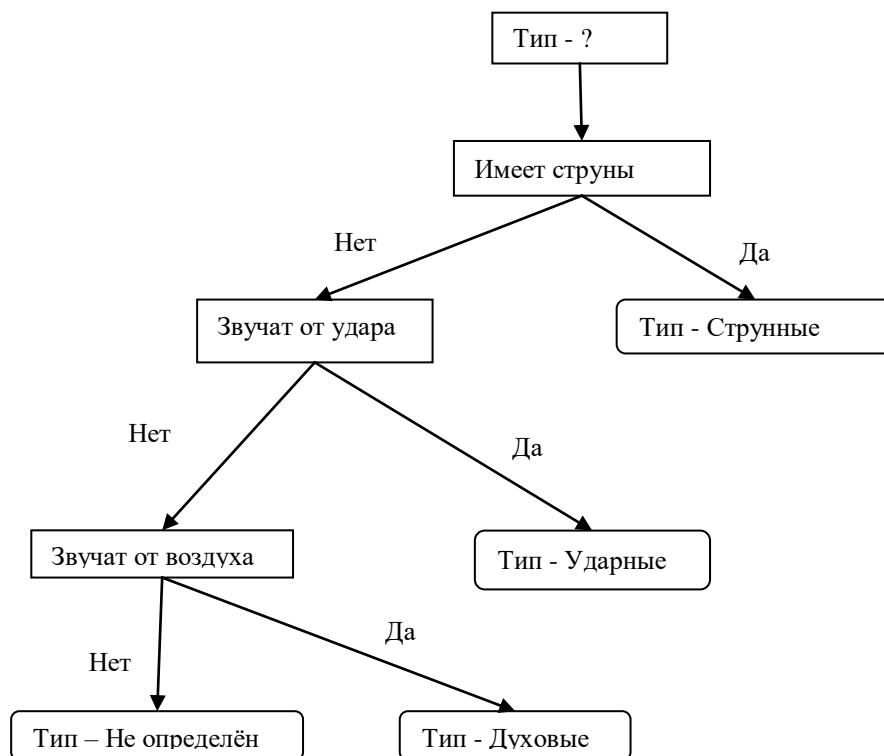 Тип - ?
Имеет струны
Нет
Да
Звучат от удара
Тип - Струнные
Нет
Да
Звучат от воздуха
Тип - Ударные
Да
Нет
Тип – Не определён
Тип - Духовые